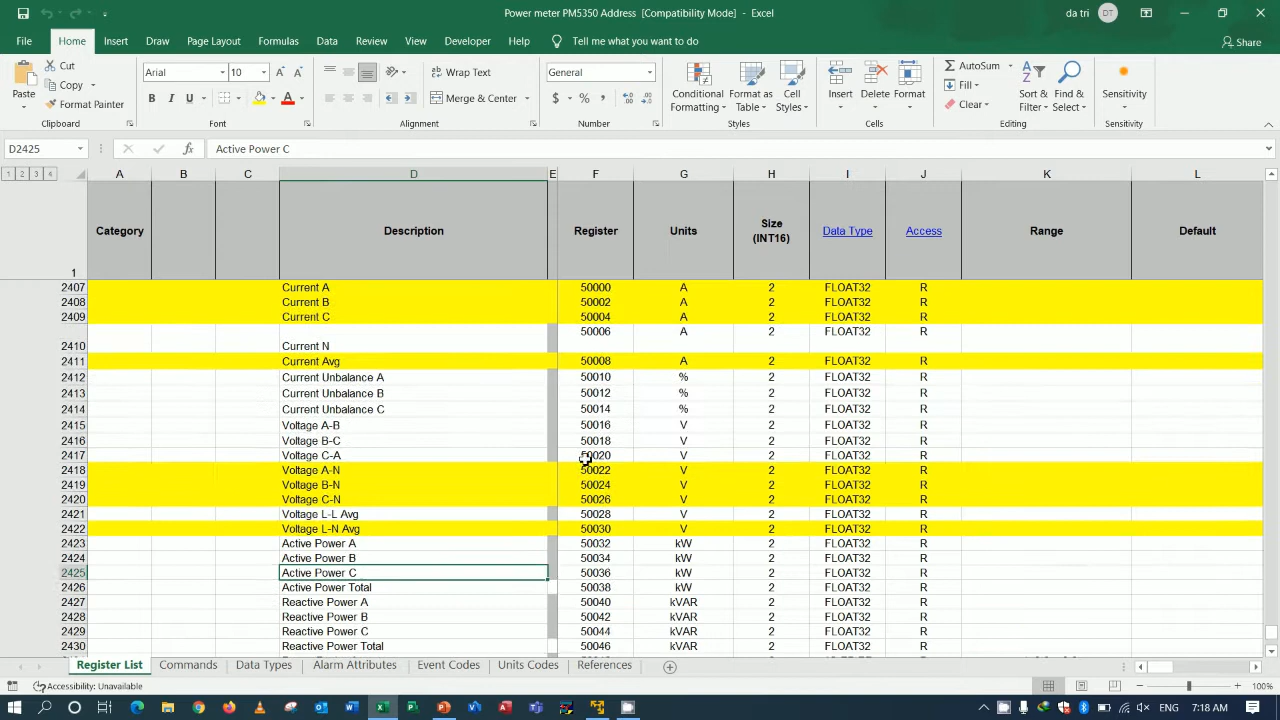 Power meter PM5350 Address [Compatibility Mode] - Excel
da tri DT
File Home Insert Draw Page Layout Formulas Data Review View Developer Help Tell me what you want to do Share
Paste Cut Copy Format Painter Clipboard
Arial 10 A A B I U A Font
Wrap Text Merge & Center Alignment
General $ % , Number
Conditional Formatting Format as Table Cell Styles Styles
Insert Delete Format Cells
AutoSum Fill Clear Sort & Filter Find & Select Editing
Sensitivity Sensitivity
D2425 fx Active Power C
1 2 3 4 A B C D E F G H I J K L
1 Category Description Register Units Size (INT16) Data Type Access Range Default
2407 Current A 50000 A 2 FLOAT32 R
2408 Current B 50002 A 2 FLOAT32 R
2409 Current C 50004 A 2 FLOAT32 R
2410 Current N 50006 A 2 FLOAT32 R
2411 Current Avg 50008 A 2 FLOAT32 R
2412 Current Unbalance A 50010 % 2 FLOAT32 R
2413 Current Unbalance B 50012 % 2 FLOAT32 R
2414 Current Unbalance C 50014 % 2 FLOAT32 R
2415 Voltage A-B 50016 V 2 FLOAT32 R
2416 Voltage B-C 50018 V 2 FLOAT32 R
2417 Voltage C-A 50020 V 2 FLOAT32 R
2418 Voltage A-N 50022 V 2 FLOAT32 R
2419 Voltage B-N 50024 V 2 FLOAT32 R
2420 Voltage C-N 50026 V 2 FLOAT32 R
2421 Voltage L-L Avg 50028 V 2 FLOAT32 R
2422 Voltage L-N Avg 50030 V 2 FLOAT32 R
2423 Active Power A 50032 kW 2 FLOAT32 R
2424 Active Power B 50034 kW 2 FLOAT32 R
2425 Active Power C 50036 kW 2 FLOAT32 R
2426 Active Power Total 50038 kW 2 FLOAT32 R
2427 Reactive Power A 50040 kVAR 2 FLOAT32 R
2428 Reactive Power B 50042 kVAR 2 FLOAT32 R
2429 Reactive Power C 50044 kVAR 2 FLOAT32 R
2430 Reactive Power Total 50046 kVAR 2 FLOAT32 R
Register List Commands Data Types Alarm Attributes Event Codes Units Codes References
Accessibility: Unavailable 100%
ENG 7:18 AM